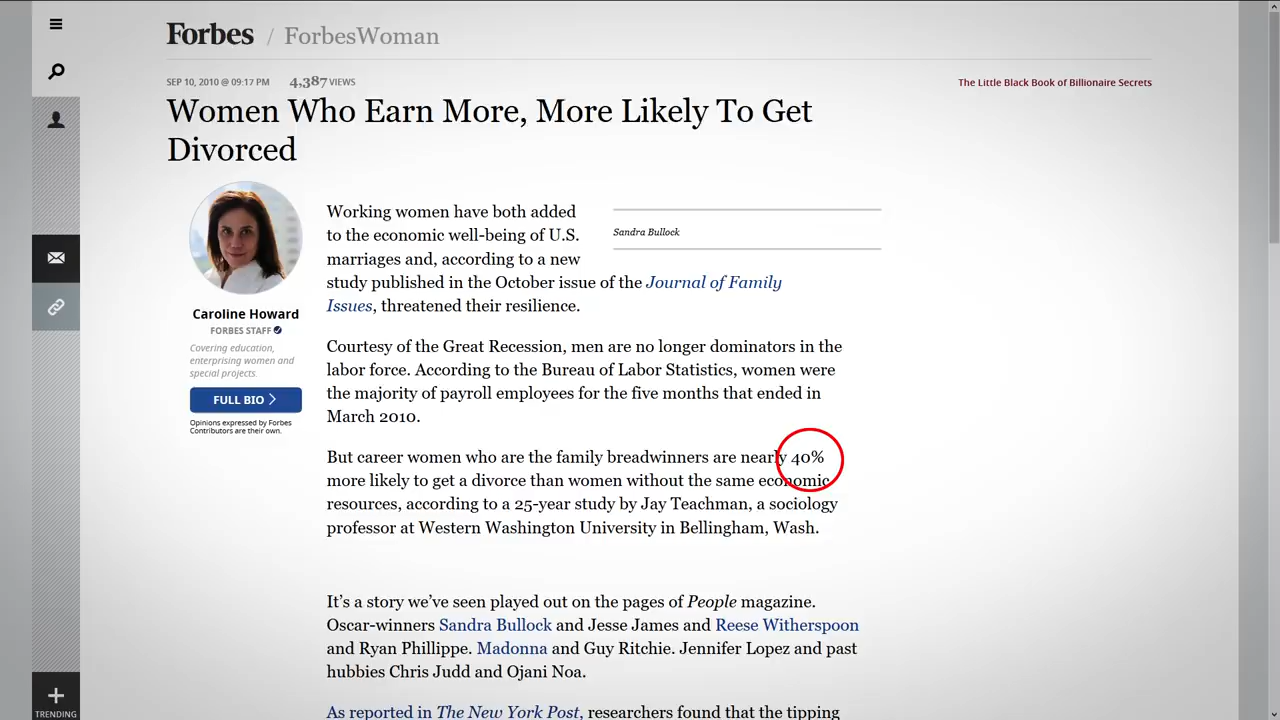 Forbes / ForbesWoman
SEP 10, 2010 @ 09:17 PM 4,387 VIEWS
The Little Black Book of Billionaire Secrets
Women Who Earn More, More Likely To Get
Divorced
Caroline Howard
FORBES STAFF
Covering education,
enterprising women and
special projects.
FULL BIO
Opinions expressed by Forbes
Contributors are their own.
Working women have both added
to the economic well-being of U.S.
marriages and, according to a new
study published in the October issue of the Journal of Family
Issues, threatened their resilience.
Sandra Bullock
Courtesy of the Great Recession, men are no longer dominators in the
labor force. According to the Bureau of Labor Statistics, women were
the majority of payroll employees for the five months that ended in
March 2010.
But career women who are the family breadwinners are nearly 40%
more likely to get a divorce than women without the same economic
resources, according to a 25-year study by Jay Teachman, a sociology
professor at Western Washington University in Bellingham, Wash.
It's a story we've seen played out on the pages of People magazine.
Oscar-winners Sandra Bullock and Jesse James and Reese Witherspoon
and Ryan Phillippe. Madonna and Guy Ritchie. Jennifer Lopez and past
hubbies Chris Judd and Ojani Noa.
As reported in The New York Post, researchers found that the tipping
TRENDING